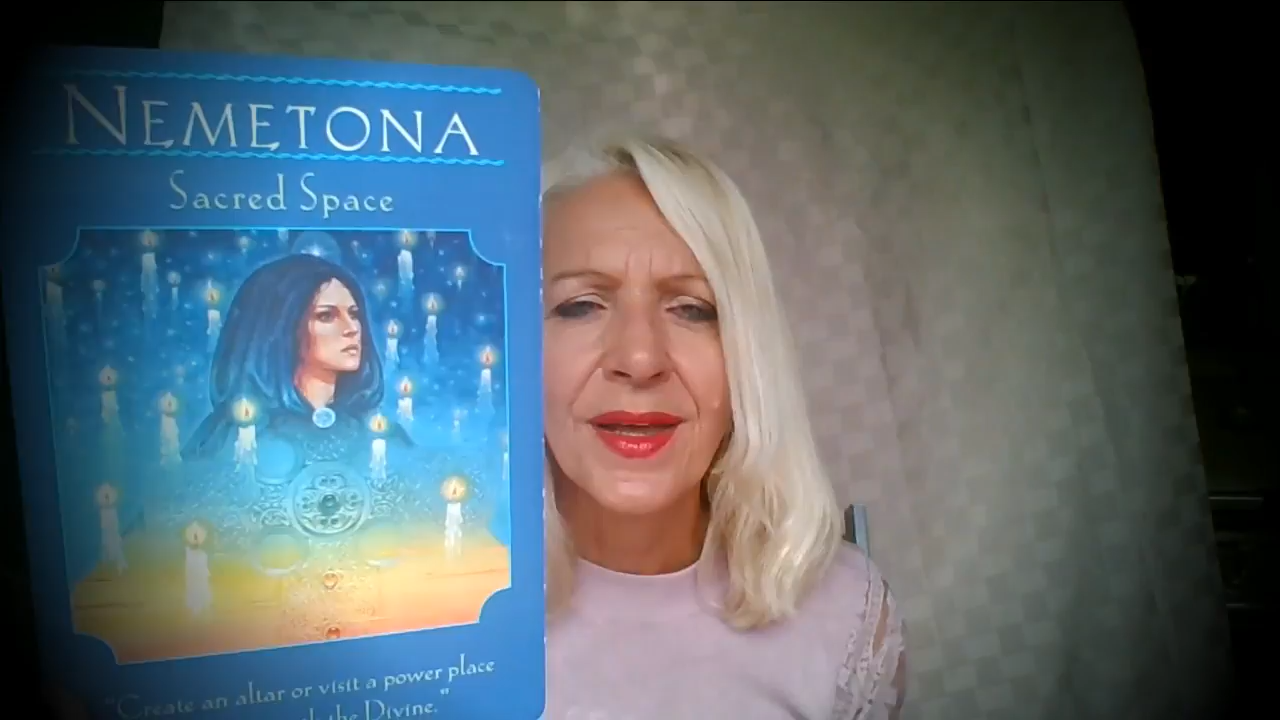 NEMETONA
Sacred Space
"Create an altar or visit a power place
the Divine."